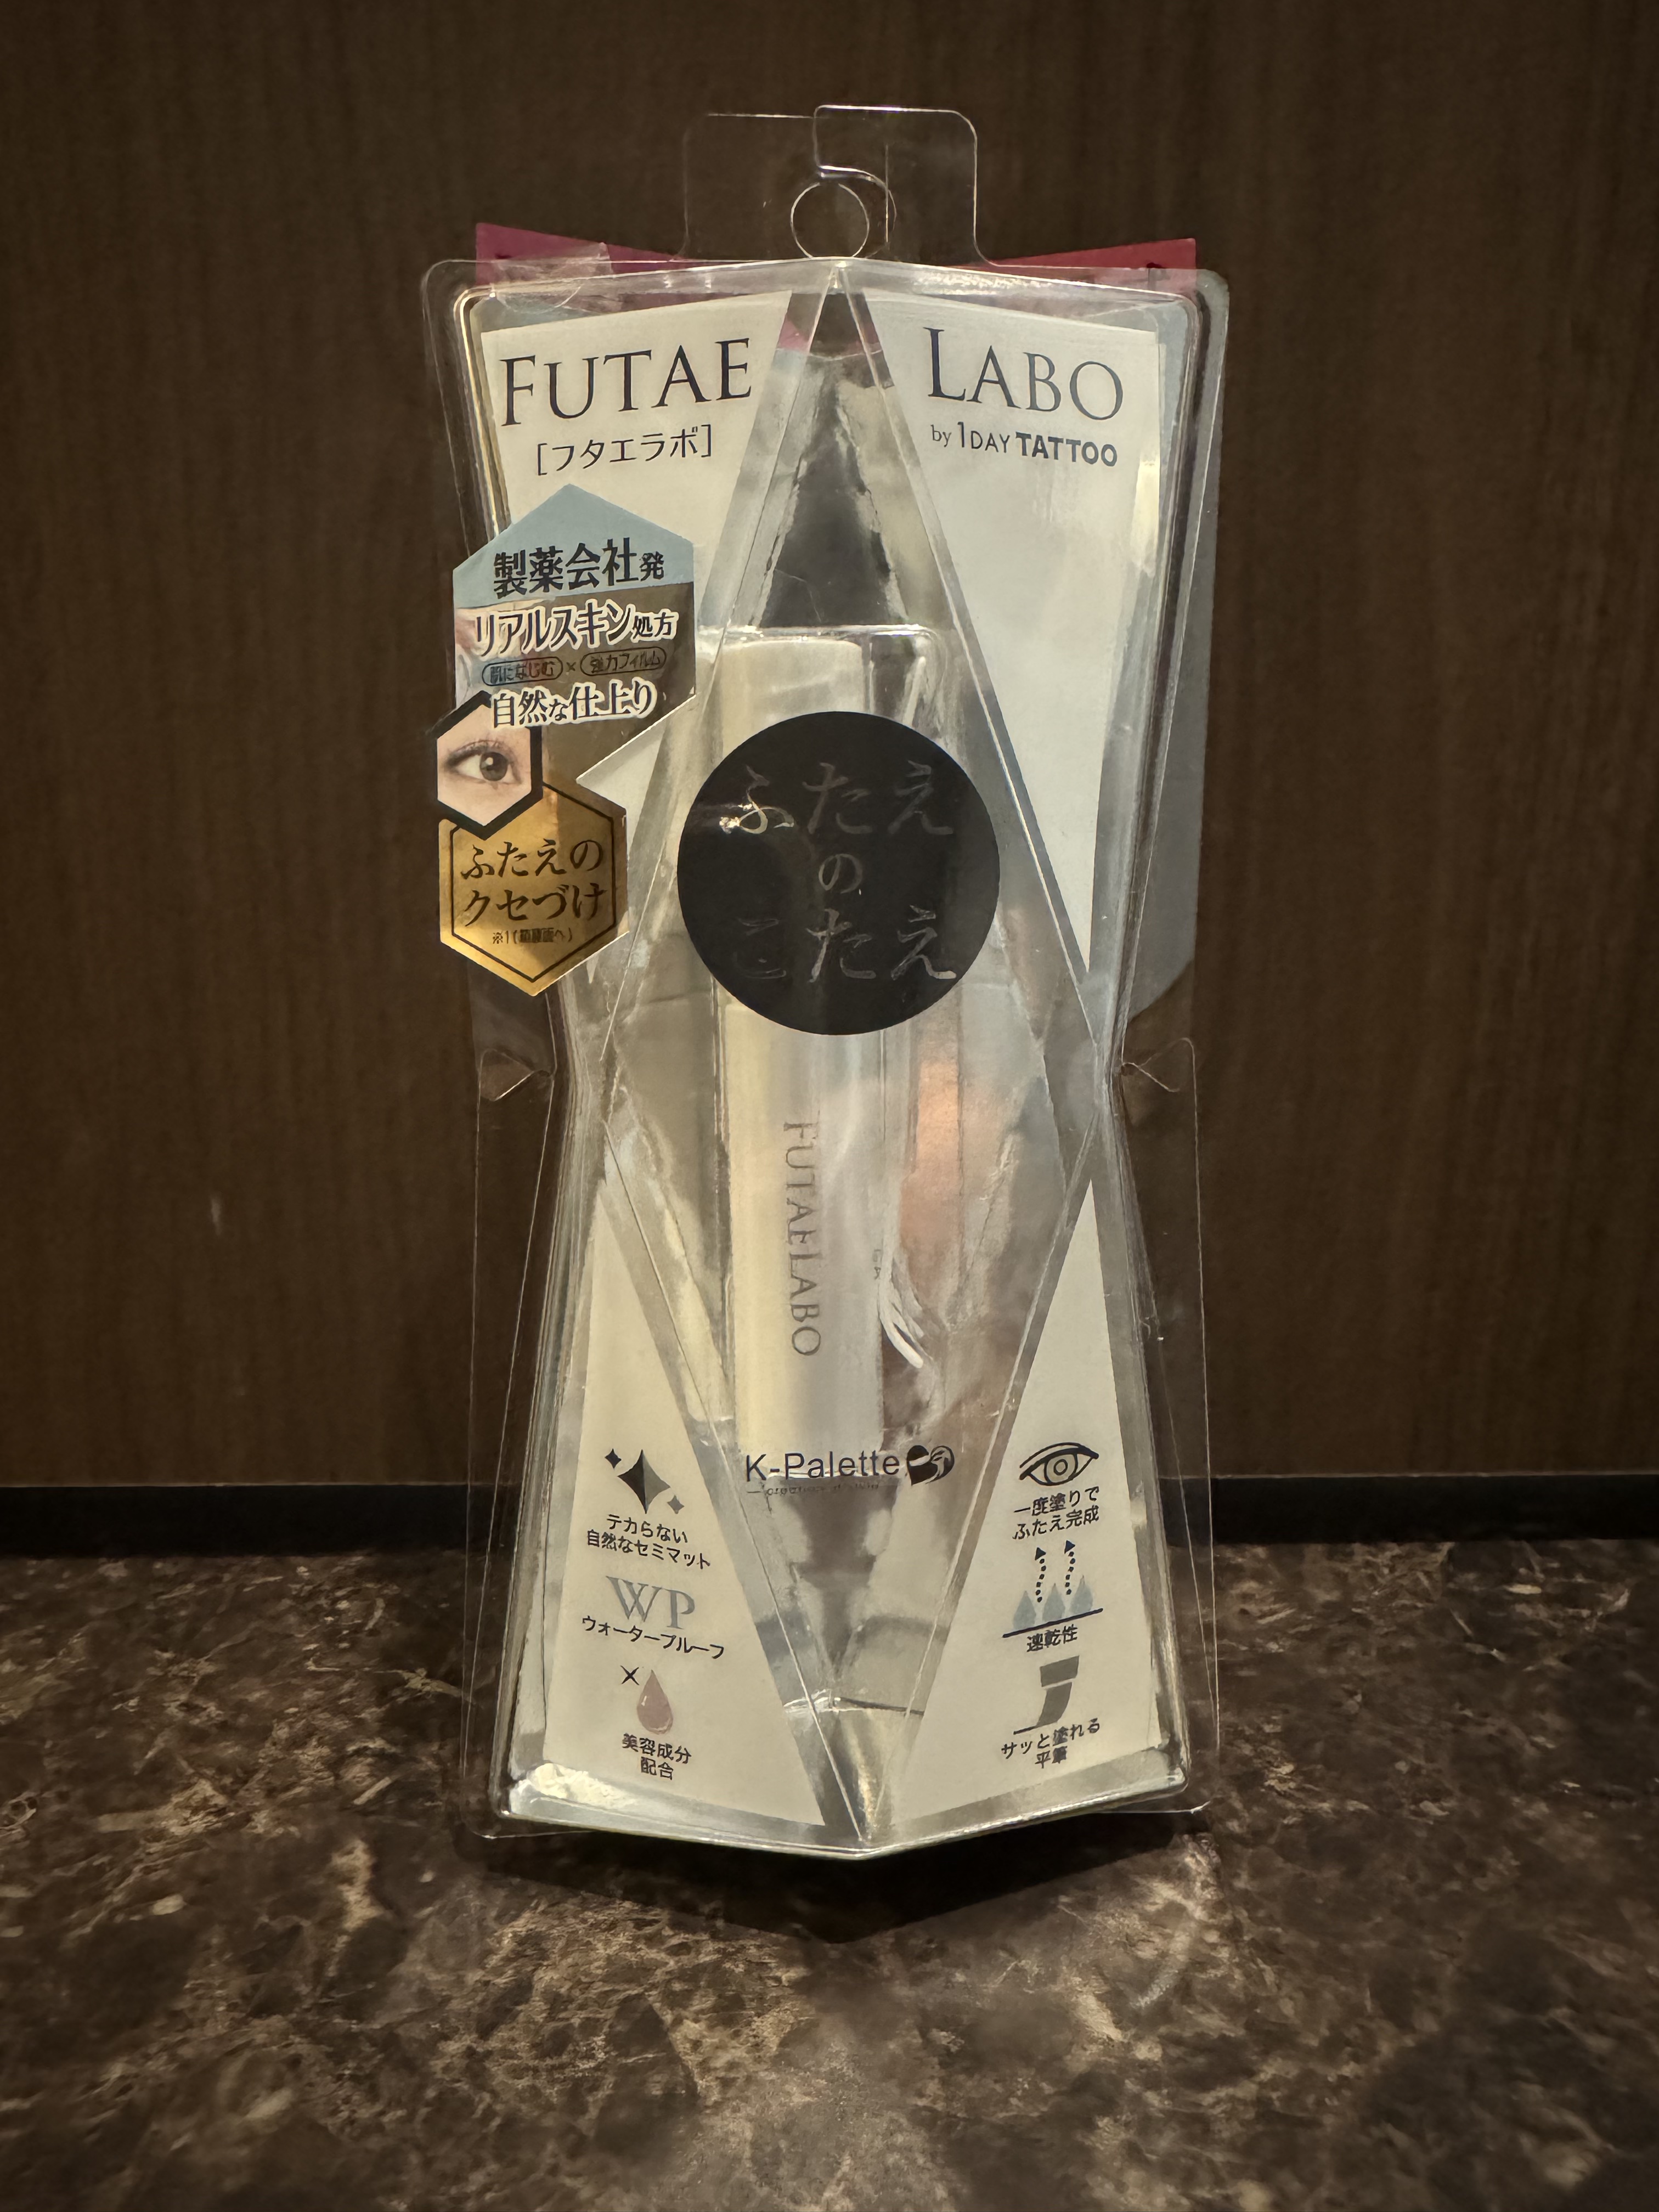 FUTAE
[フタエラボ]
LABO
by 1DAY TATTOO
製薬会社発
リアルスキン処方
肌になじむ × 強力フィルム
自然な仕上り
ふたえの
クセづけ
ふたえ
の
こたえ
FUTAELABO
K-Palette
テカらない
自然なセミマット
WP
ウォータープルーフ
×
美容成分
配合
一度塗りで
ふたえ完成
速乾性
サッと塗れる
平筆